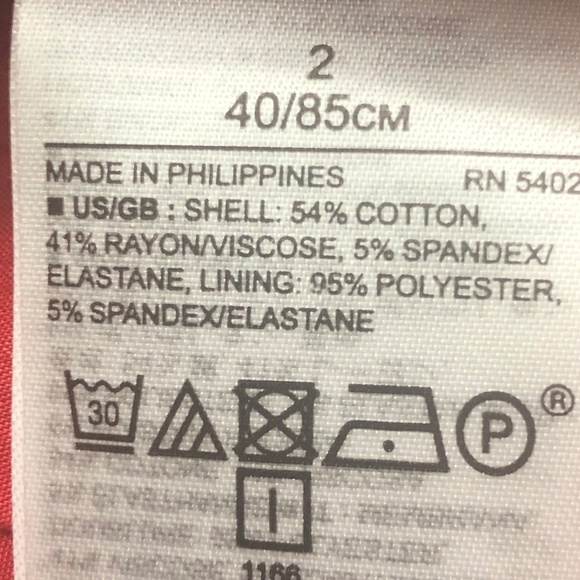 2
40/85CM
MADE IN PHILIPPINES RN 5402
■ US/GB : SHELL: 54% COTTON,
41% RAYON/VISCOSE, 5% SPANDEX/
ELASTANE, LINING: 95% POLYESTER,
5% SPANDEX/ELASTANE
30
P ®
1166